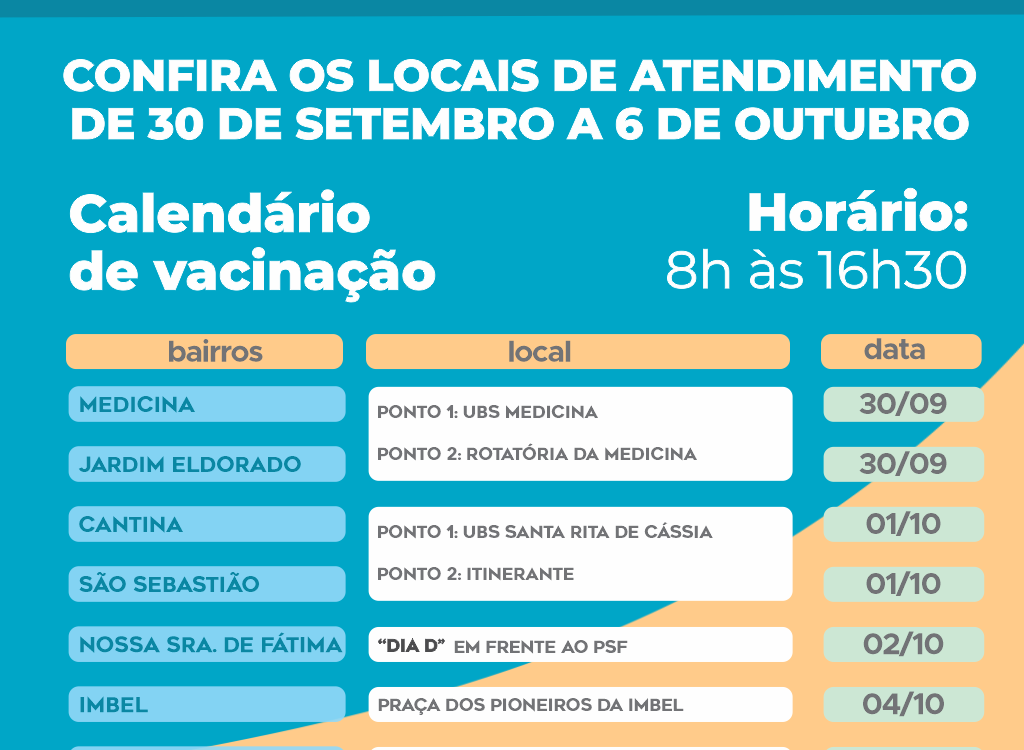 CONFIRA OS LOCAIS DE ATENDIMENTO
DE 30 DE SETEMBRO A 6 DE OUTUBRO
Calendário
de vacinação
Horário:
8h às 16h30
bairros local data
MEDICINA
PONTO 1: UBS MEDICINA
30/09
PONTO 2: ROTATÓRIA DA MEDICINA
JARDIM ELDORADO
30/09
CANTINA
PONTO 1: UBS SANTA RITA DE CÁSSIA
01/10
PONTO 2: ITINERANTE
SÃO SEBASTIÃO
01/10
NOSSA SRA. DE FÁTIMA
“DIA D” EM FRENTE AO PSF
02/10
IMBEL
PRAÇA DOS PIONEIROS DA IMBEL
04/10